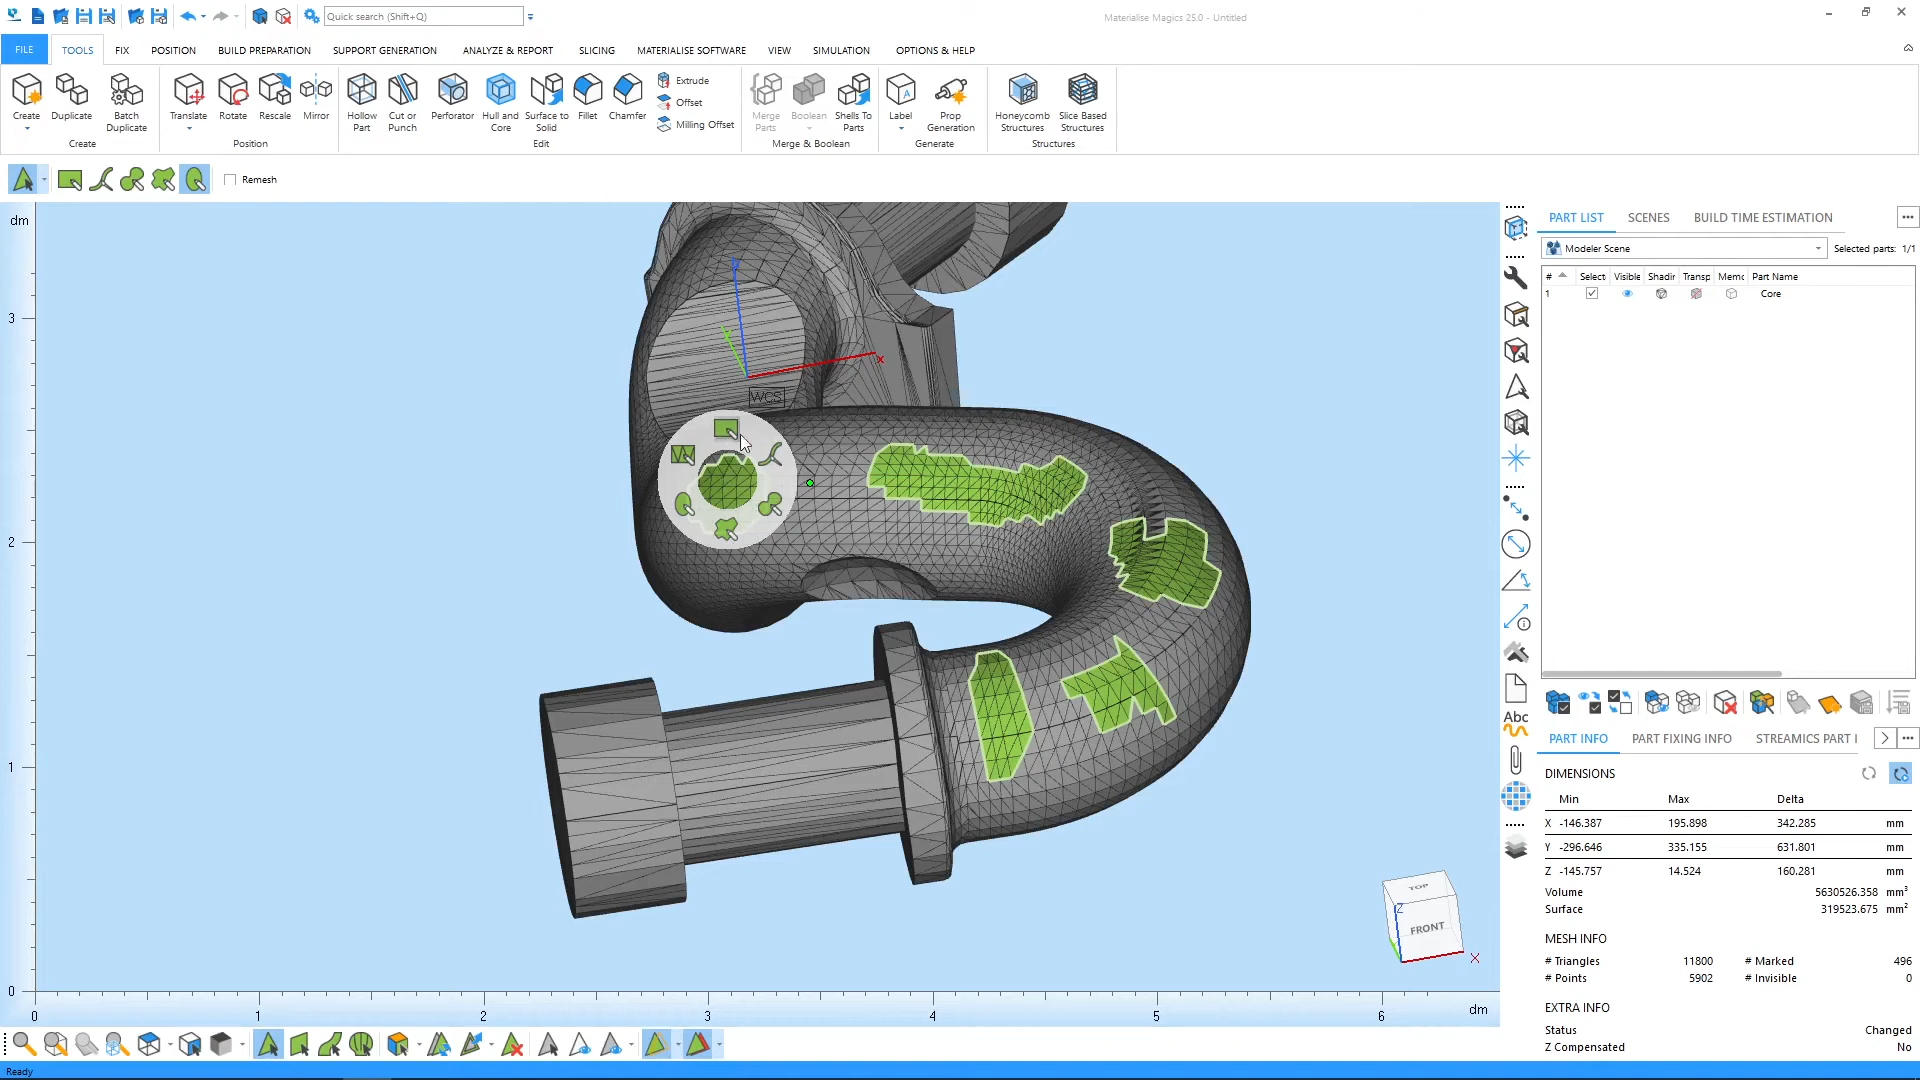 Quick search (Shift+Q)
Materialise Magics 25.0 - Untitled
FILE TOOLS FIX POSITION BUILD PREPARATION SUPPORT GENERATION ANALYZE & REPORT SLICING MATERIALISE SOFTWARE VIEW SIMULATION OPTIONS & HELP
Create Duplicate Batch Duplicate
Create
Translate Rotate Rescale Mirror
Position
Hollow Part Cut or Punch Perforator Hull and Core Surface to Solid Fillet Chamfer
Extrude
Offset
Milling Offset
Edit
Merge Parts Boolean Shells To Parts
Merge & Boolean
Label Prop Generation
Generate
Honeycomb Structures Slice Based Structures
Structures
Remesh
dm
3
2
1
0
0 1 2 3 4 5 6 dm
x
WCS
TOP
Z
FRONT
X
PART LIST SCENES BUILD TIME ESTIMATION
Modeler Scene Selected parts: 1/1
# Select Visible Shadir Transp Memc Part Name
1 Core
Abc
PART INFO PART FIXING INFO STREAMICS PART I
DIMENSIONS
Min Max Delta
X -146.387 195.898 342.285 mm
Y -296.646 335.155 631.801 mm
Z -145.757 14.524 160.281 mm
Volume 5630526.358 mm³
Surface 319523.675 mm²
MESH INFO
# Triangles 11800 # Marked 496
# Points 5902 # Invisible 0
EXTRA INFO
Status Changed
Z Compensated No
Ready